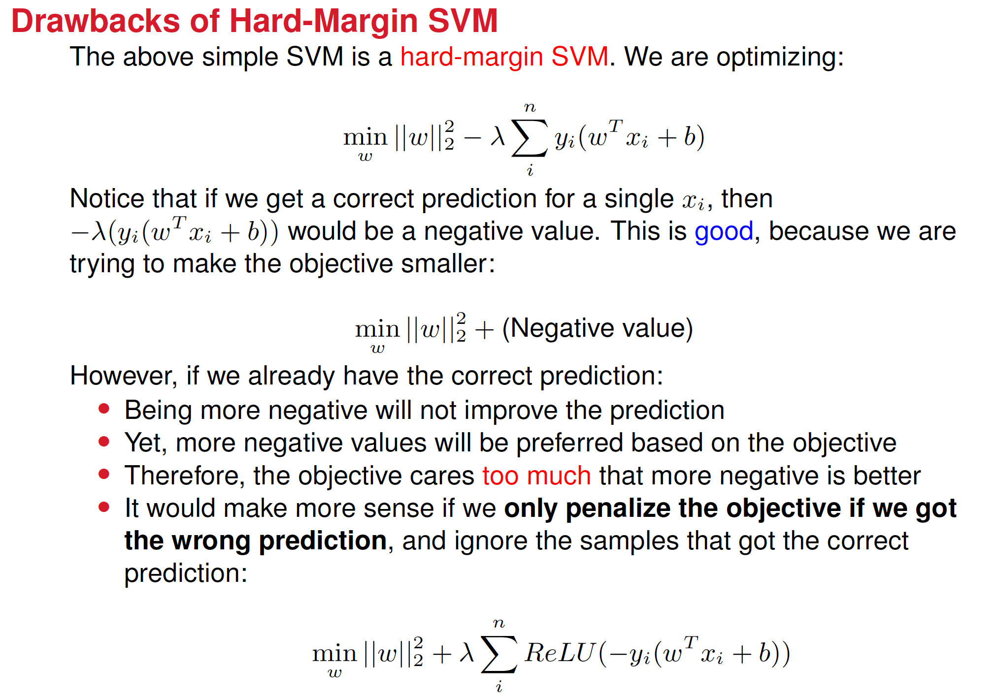 Drawbacks of Hard-Margin SVM
The above simple SVM is a hard-margin SVM. We are optimizing:
$$\min_{w} ||w||_2^2 - \lambda \sum_{i}^{n} y_i(w^T x_i + b)$$
Notice that if we get a correct prediction for a single $x_i$, then
$-\lambda(y_i(w^T x_i + b))$ would be a negative value. This is good, because we are
trying to make the objective smaller:
$$\min_{w} ||w||_2^2 + \text{(Negative value)}$$
However, if we already have the correct prediction:
• Being more negative will not improve the prediction
• Yet, more negative values will be preferred based on the objective
• Therefore, the objective cares too much that more negative is better
• It would make more sense if we only penalize the objective if we got
the wrong prediction, and ignore the samples that got the correct
prediction:
$$\min_{w} ||w||_2^2 + \lambda \sum_{i}^{n} ReLU(-y_i(w^T x_i + b))$$